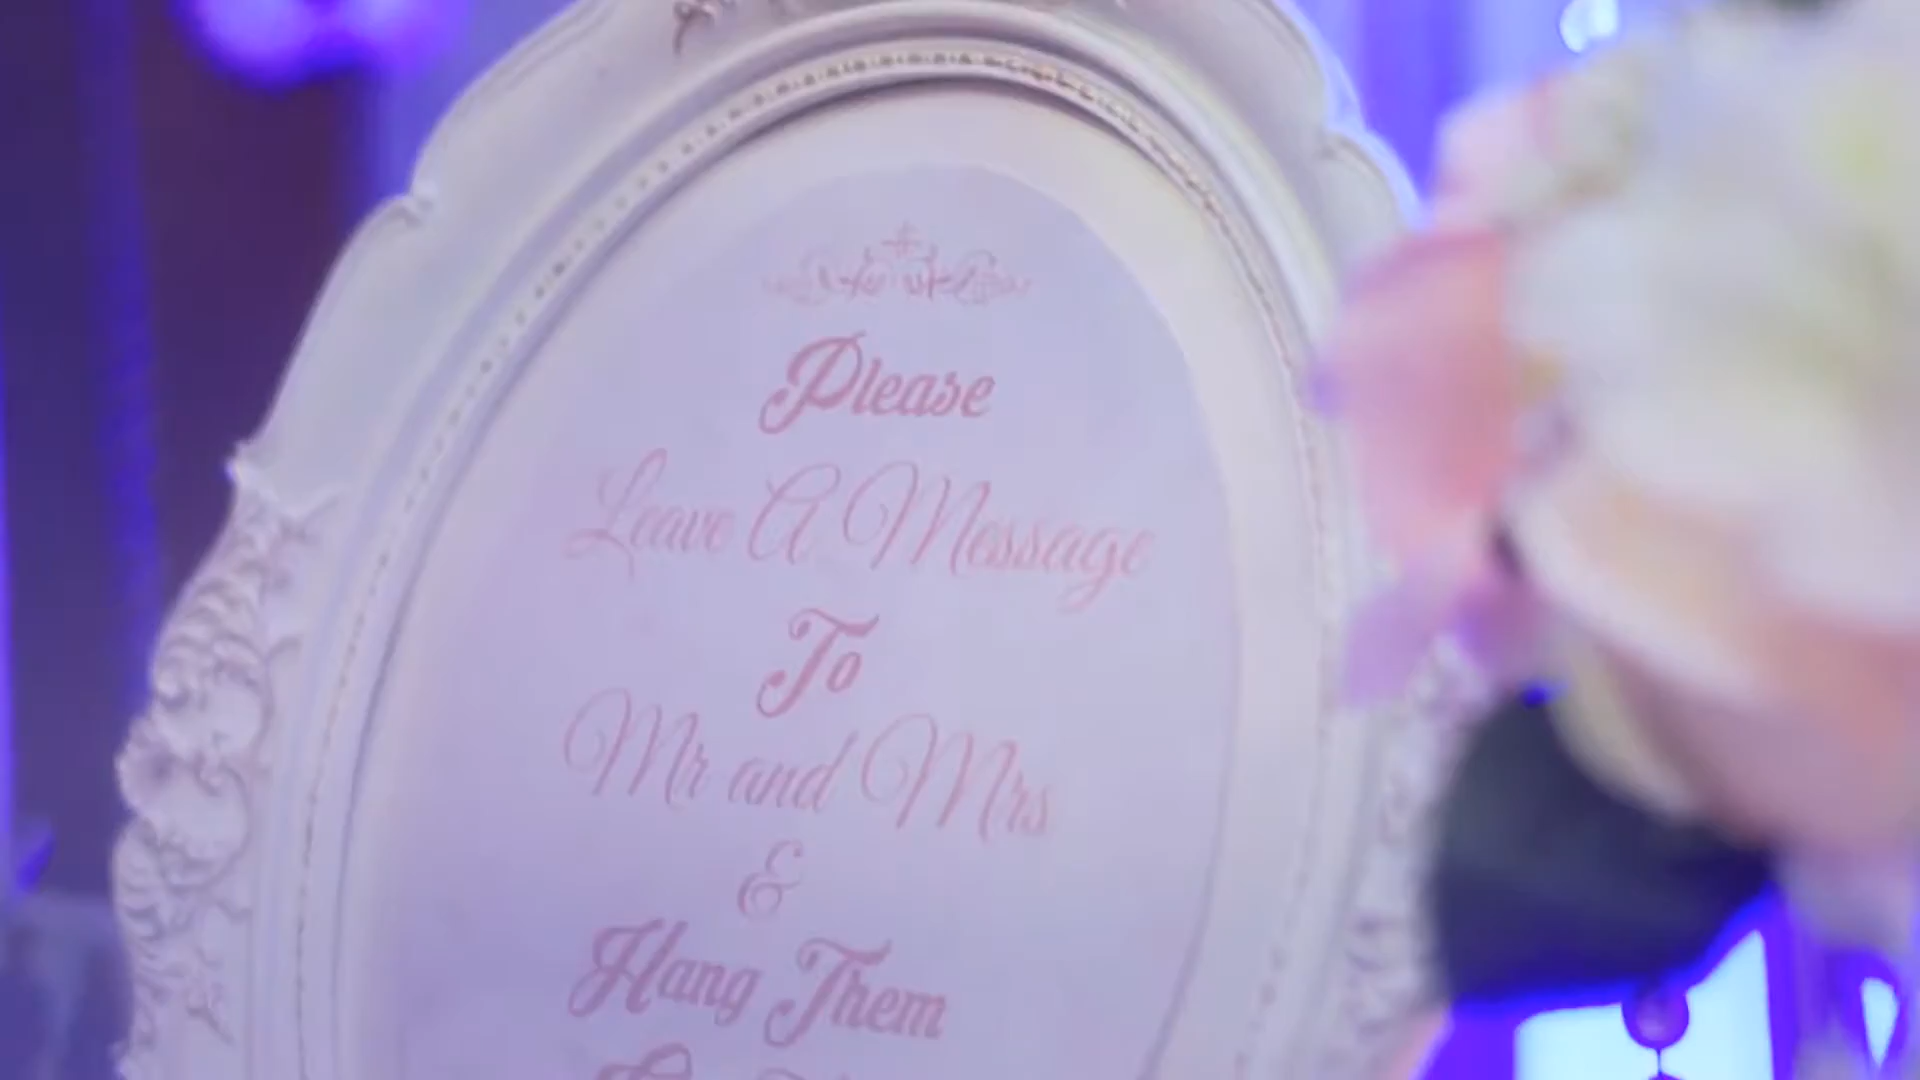 Please
Leave A Message
To
Mr and Mrs
&
Hang Them